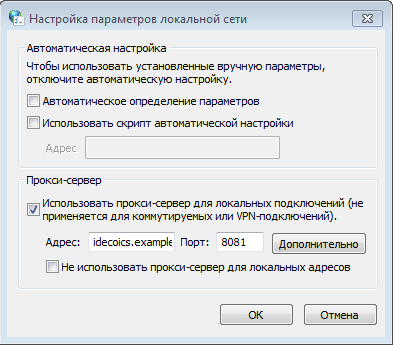 Настройка параметров локальной сети
Автоматическая настройка
Чтобы использовать установленные вручную параметры,
отключите автоматическую настройку.
Автоматическое определение параметров
Использовать скрипт автоматической настройки
Адрес
Прокси-сервер
Использовать прокси-сервер для локальных подключений (не
применяется для коммутируемых или VPN-подключений).
Адрес: idecoics.example Порт: 8081 Дополнительно
Не использовать прокси-сервер для локальных адресов
ОК Отмена